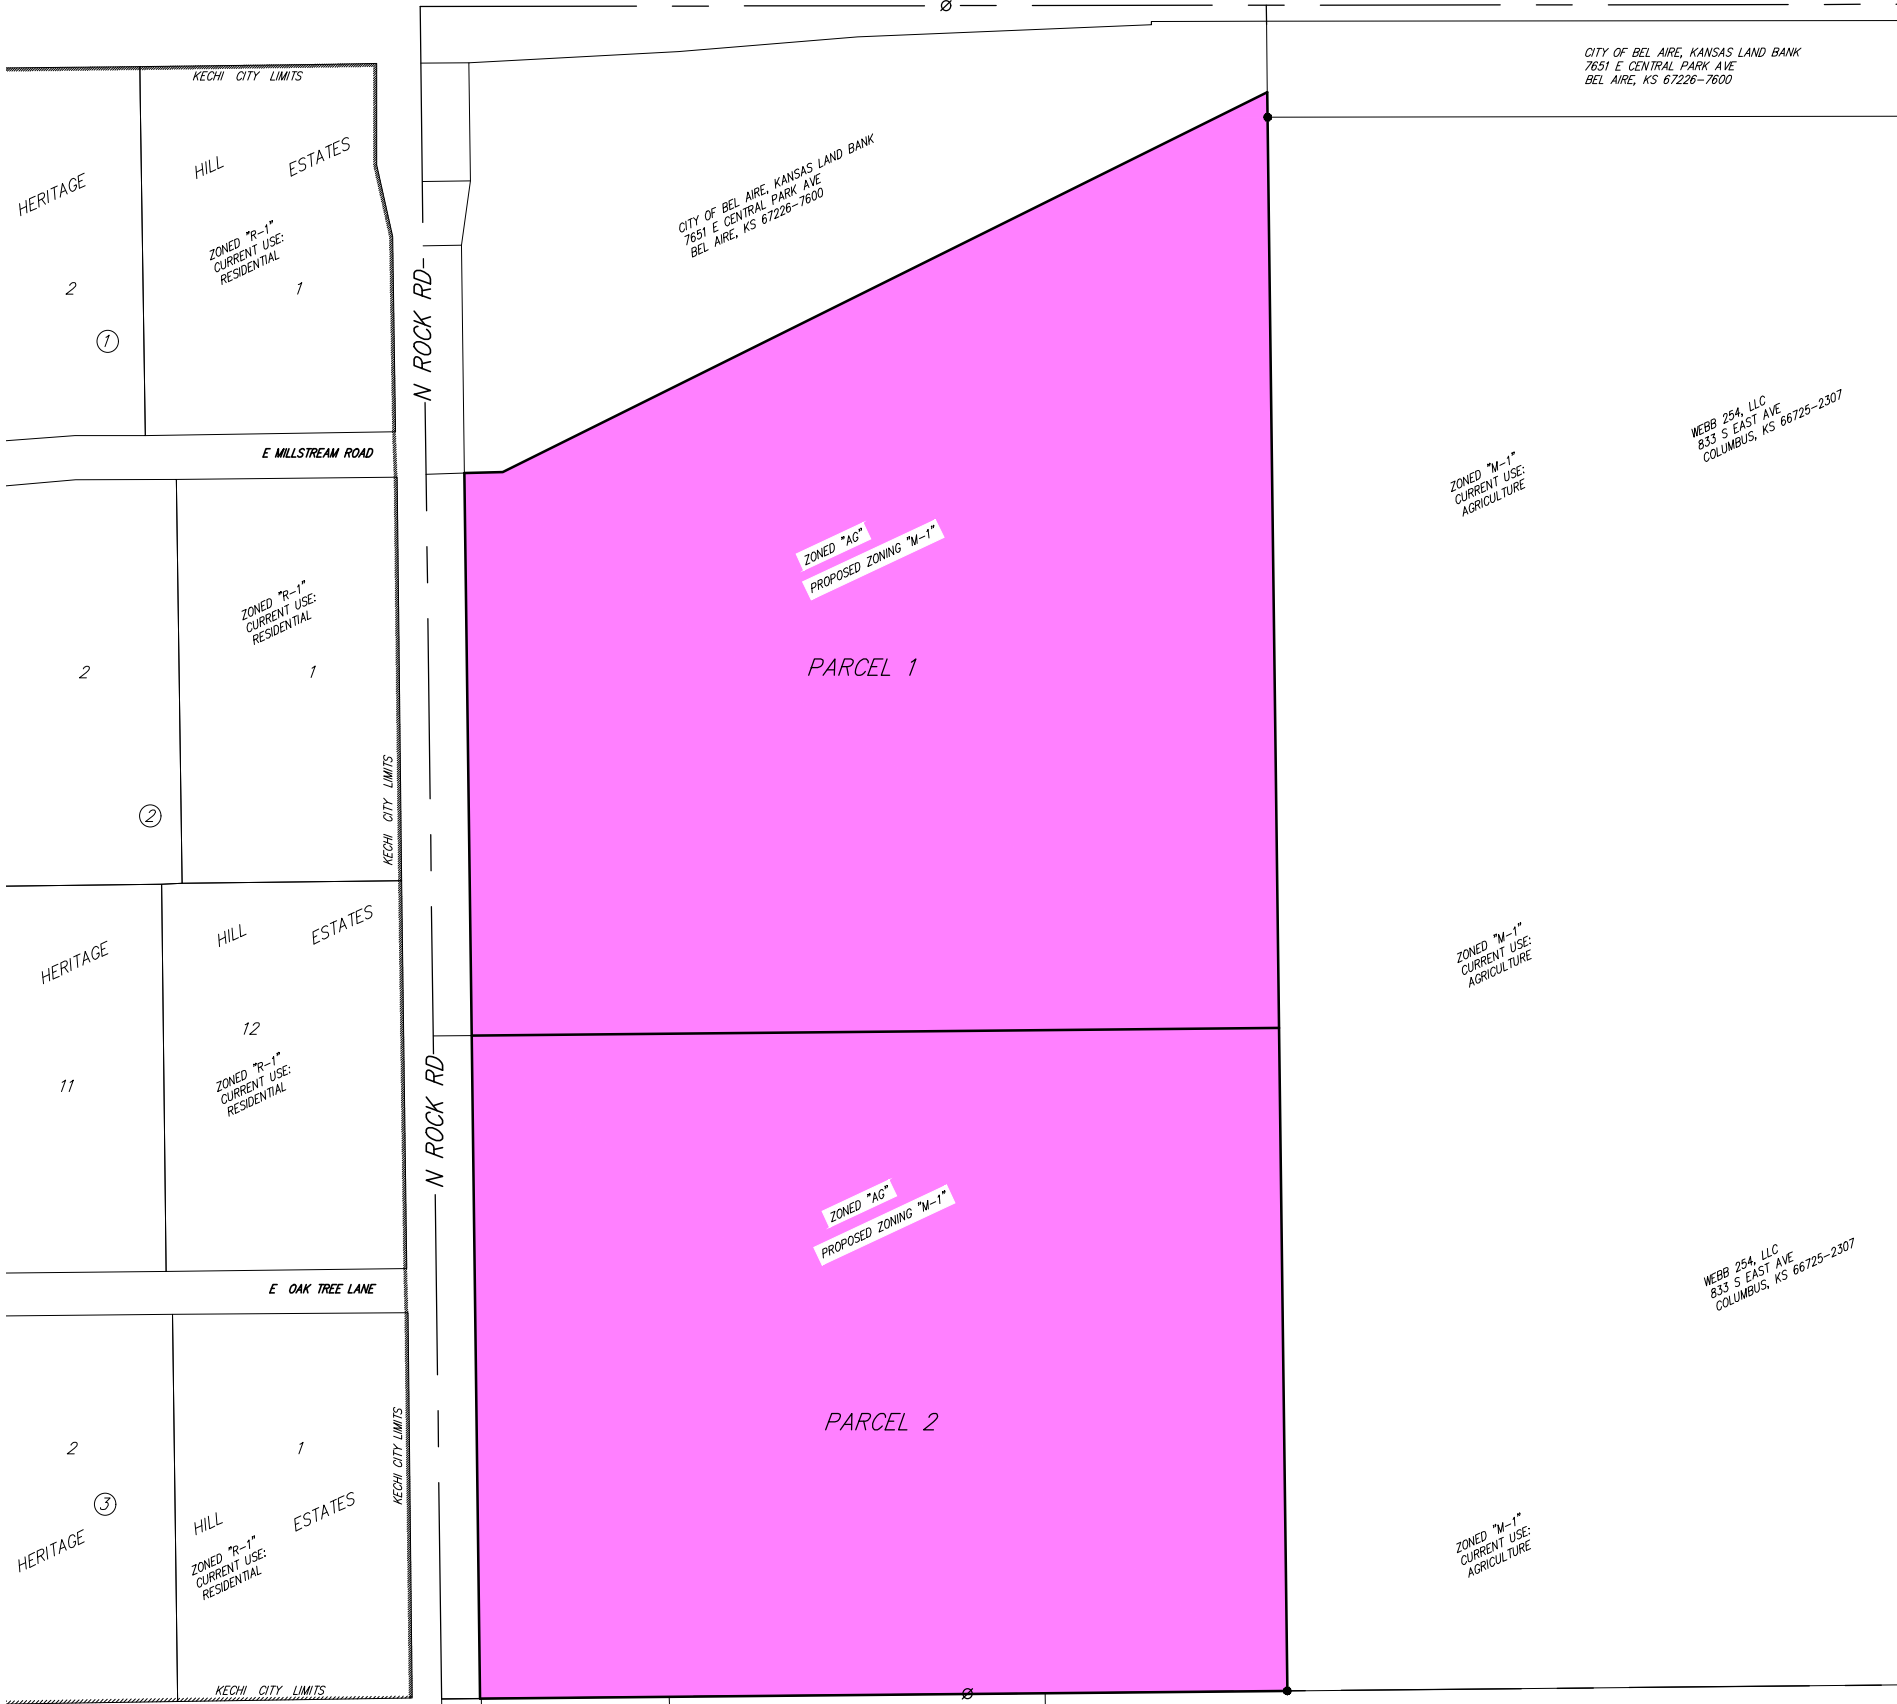 CITY OF BEL AIRE, KANSAS LAND BANK
7651 E CENTRAL PARK AVE
BEL AIRE, KS 67226-7600
KECHI CITY LIMITS
HERITAGE HILL ESTATES
ZONED "R-1"
CURRENT USE:
RESIDENTIAL
2
1
1
CITY OF BEL AIRE, KANSAS LAND BANK
7651 E CENTRAL PARK AVE
BEL AIRE, KS 67226-7600
N ROCK RD
E MILLSTREAM ROAD
WEBB 254, LLC
833 S EAST AVE
COLUMBUS, KS 66725-2307
ZONED "M-1"
CURRENT USE:
AGRICULTURE
ZONED "AG"
PROPOSED ZONING "M-1"
PARCEL 1
ZONED "R-1"
CURRENT USE:
RESIDENTIAL
2
1
2
KECHI CITY LIMITS
HERITAGE HILL ESTATES
12
11
ZONED "R-1"
CURRENT USE:
RESIDENTIAL
ZONED "M-1"
CURRENT USE:
AGRICULTURE
N ROCK RD
ZONED "AG"
PROPOSED ZONING "M-1"
PARCEL 2
WEBB 254, LLC
833 S EAST AVE
COLUMBUS, KS 66725-2307
E OAK TREE LANE
2
1
3
KECHI CITY LIMITS
HERITAGE HILL ESTATES
ZONED "R-1"
CURRENT USE:
RESIDENTIAL
ZONED "M-1"
CURRENT USE:
AGRICULTURE
KECHI CITY LIMITS